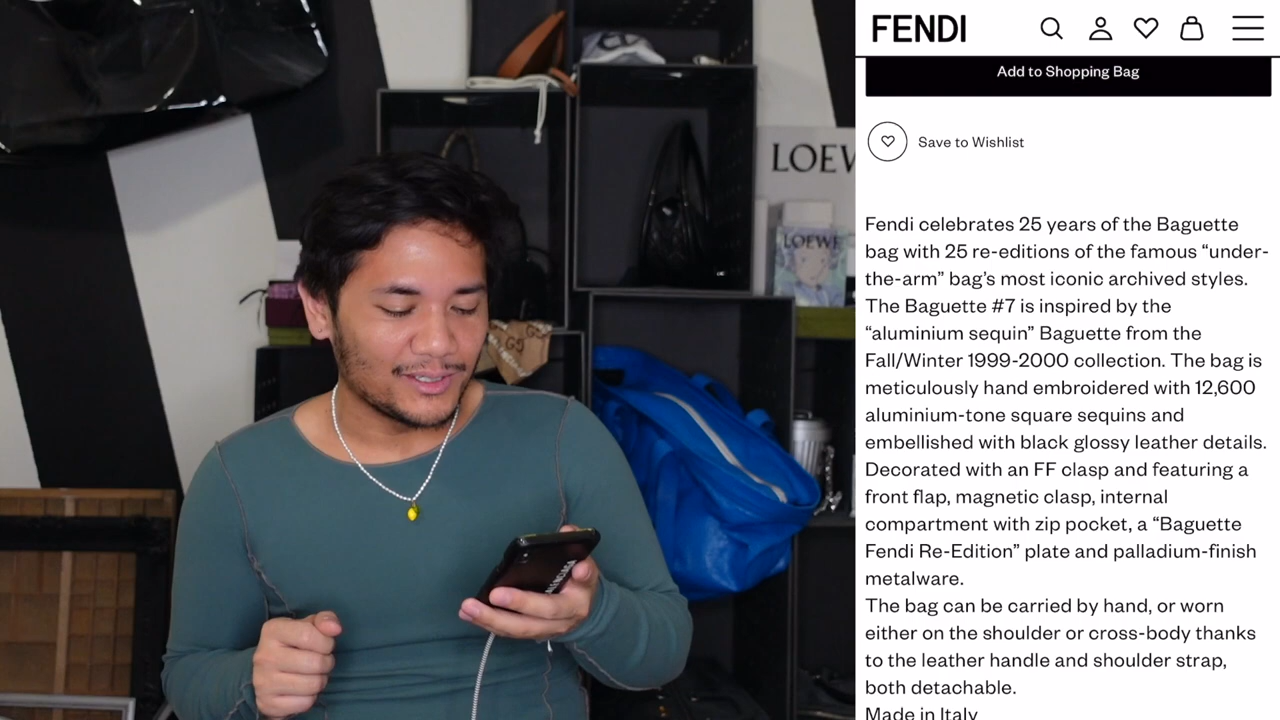 FENDI
Add to Shopping Bag
Save to Wishlist
Fendi celebrates 25 years of the Baguette
bag with 25 re-editions of the famous “under-
the-arm” bag’s most iconic archived styles.
The Baguette #7 is inspired by the
“aluminium sequin” Baguette from the
Fall/Winter 1999-2000 collection. The bag is
meticulously hand embroidered with 12,600
aluminium-tone square sequins and
embellished with black glossy leather details.
Decorated with an FF clasp and featuring a
front flap, magnetic clasp, internal
compartment with zip pocket, a “Baguette
Fendi Re-Edition” plate and palladium-finish
metalware.
The bag can be carried by hand, or worn
either on the shoulder or cross-body thanks
to the leather handle and shoulder strap,
both detachable.
Made in Italy
LOEW
LOEWE
BALENCIAGA